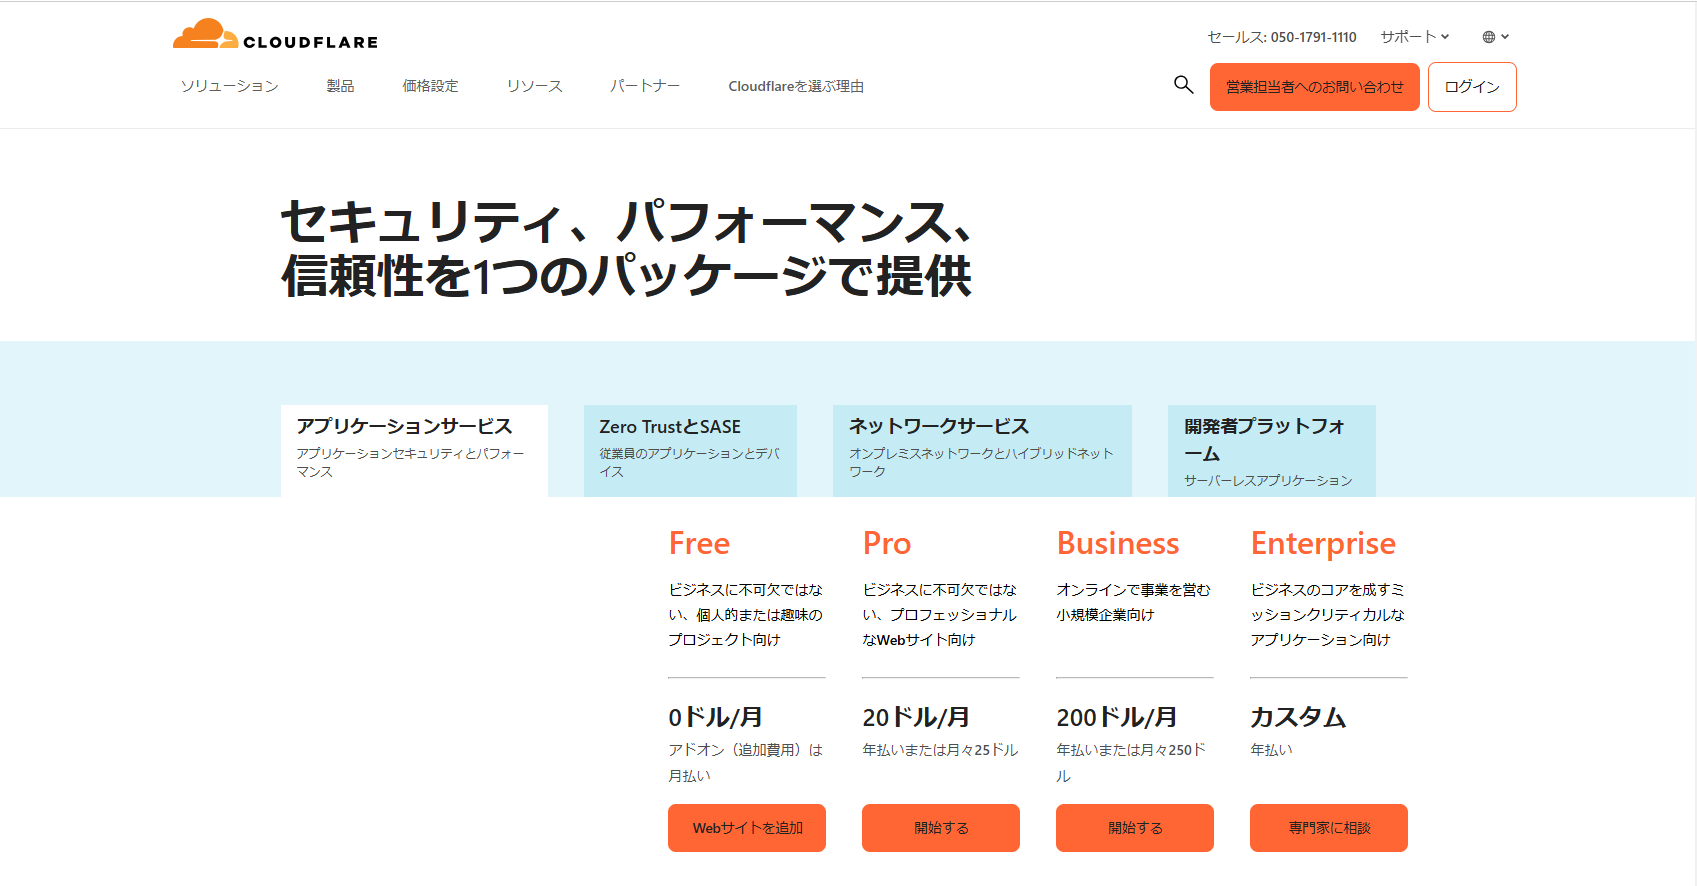 CLOUDFLARE
セールス: 050-1791-1110
サポート
ソリューション
製品
価格設定
リソース
パートナー
Cloudflareを選ぶ理由
営業担当者へのお問い合わせ
ログイン
セキュリティ、パフォーマンス、
信頼性を1つのパッケージで提供
アプリケーションサービス
アプリケーションセキュリティとパフォー
マンス
Zero TrustとSASE
従業員のアプリケーションとデバ
イス
ネットワークサービス
オンプレミスネットワークとハイブリッドネット
ワーク
開発者プラットフォ
ーム
サーバーレスアプリケーション
Free
ビジネスに不可欠ではな
い、個人的または趣味の
プロジェクト向け
0ドル/月
アドオン（追加費用）は
月払い
Webサイトを追加
Pro
ビジネスに不可欠ではな
い、プロフェッショナル
なWebサイト向け
20ドル/月
年払いまたは月々25ドル
開始する
Business
オンラインで事業を営む
小規模企業向け
200ドル/月
年払いまたは月々250ド
ル
開始する
Enterprise
ビジネスのコアを成すミ
ッションクリティカルな
アプリケーション向け
カスタム
年払い
専門家に相談